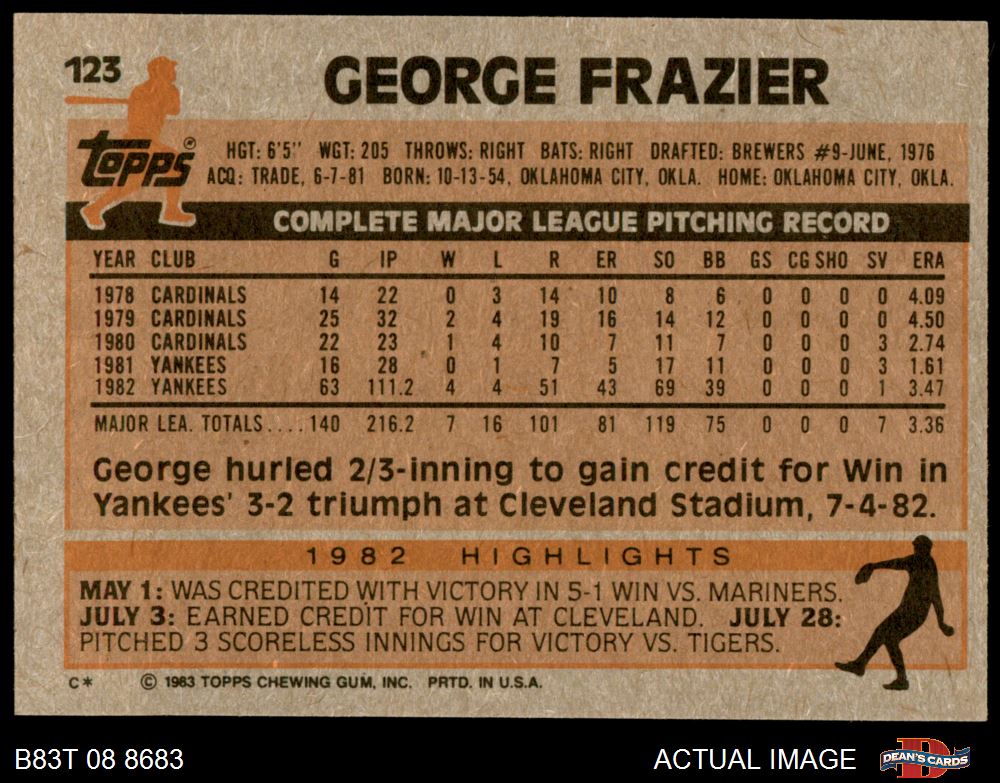 123
GEORGE FRAZIER
Topps®
HGT: 6'5" WGT: 205 THROWS: RIGHT BATS: RIGHT DRAFTED: BREWERS #9-JUNE, 1976
ACQ: TRADE, 6-7-81 BORN: 10-13-54, OKLAHOMA CITY, OKLA. HOME: OKLAHOMA CITY, OKLA.
COMPLETE MAJOR LEAGUE PITCHING RECORD
YEAR CLUB G IP W L R ER SO BB GS CG SHO SV ERA
1978 CARDINALS 14 22 0 3 14 10 8 6 0 0 0 0 4.09
1979 CARDINALS 25 32 2 4 19 16 14 12 0 0 0 0 4.50
1980 CARDINALS 22 23 1 4 10 7 11 7 0 0 0 3 2.74
1981 YANKEES 16 28 0 1 7 5 17 11 0 0 0 3 1.61
1982 YANKEES 63 111.2 4 4 51 43 69 39 0 0 0 1 3.47
MAJOR LEA. TOTALS....140 216.2 7 16 101 81 119 75 0 0 0 7 3.36
George hurled 2/3-inning to gain credit for Win in
Yankees' 3-2 triumph at Cleveland Stadium, 7-4-82.
1982 HIGHLIGHTS
MAY 1: WAS CREDITED WITH VICTORY IN 5-1 WIN VS. MARINERS.
JULY 3: EARNED CREDIT FOR WIN AT CLEVELAND. JULY 28:
PITCHED 3 SCORELESS INNINGS FOR VICTORY VS. TIGERS.
C* © 1983 TOPPS CHEWING GUM, INC. PRTD. IN U.S.A.
B83T 08 8683
ACTUAL IMAGE
D
DEAN'S CARDS